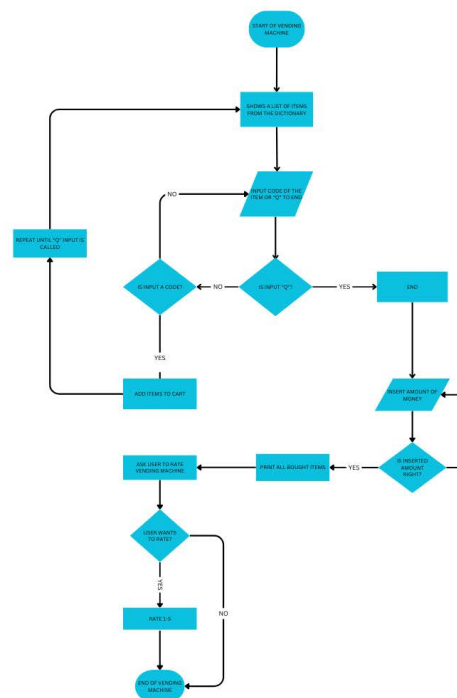 START OF VENDING
MACHINE
SHOWS A LIST OF ITEMS
FROM THE DICTIONARY
NO
INPUT CODE OF THE
ITEM OR "Q" TO END
REPEAT UNTIL "Q" INPUT IS
CALLED
IS INPUT A CODE?
NO
IS INPUT "Q"?
YES
END
YES
ADD ITEMS TO CART
INSERT AMOUNT OF
MONEY
ASK USER TO RATE
VENDING MACHINE
PRINT ALL BOUGHT ITEMS
YES
IS INSERTED
AMOUNT
RIGHT?
USER WANTS
TO RATE?
YES
NO
RATE 1-5
END OF VENDING
MACHINE